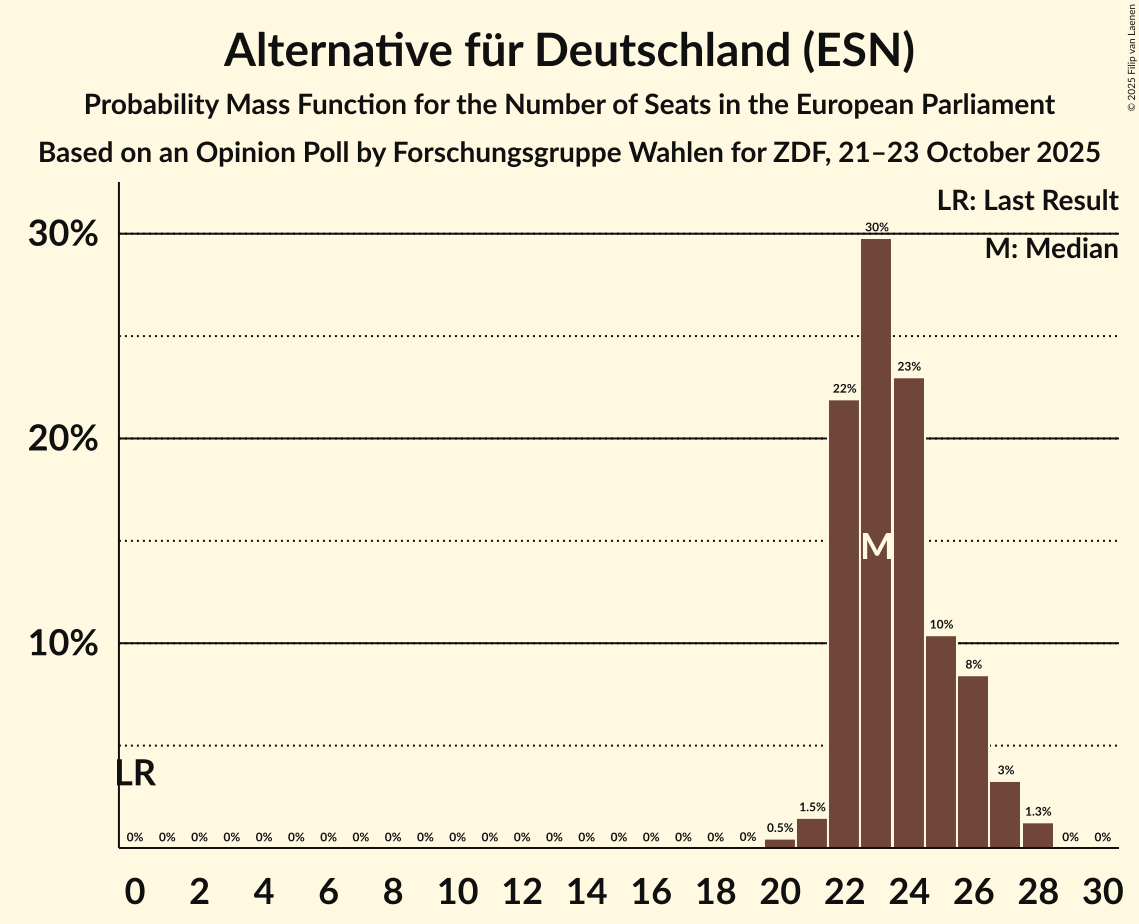 Alternative für Deutschland (ESN)
Probability Mass Function for the Number of Seats in the European Parliament
Based on an Opinion Poll by Forschungsgruppe Wahlen for ZDF, 21–23 October 2025
© 2025 Filip van Laenen
LR: Last Result
M: Median
30%
20%
10%
30%
23%
22%
M
10%
8%
3%
1.5%
1.3%
0.5%
LR
0% 0% 0% 0% 0% 0% 0% 0% 0% 0% 0% 0% 0% 0% 0% 0% 0% 0% 0% 0% 0% 0%
0 2 4 6 8 10 12 14 16 18 20 22 24 26 28 30